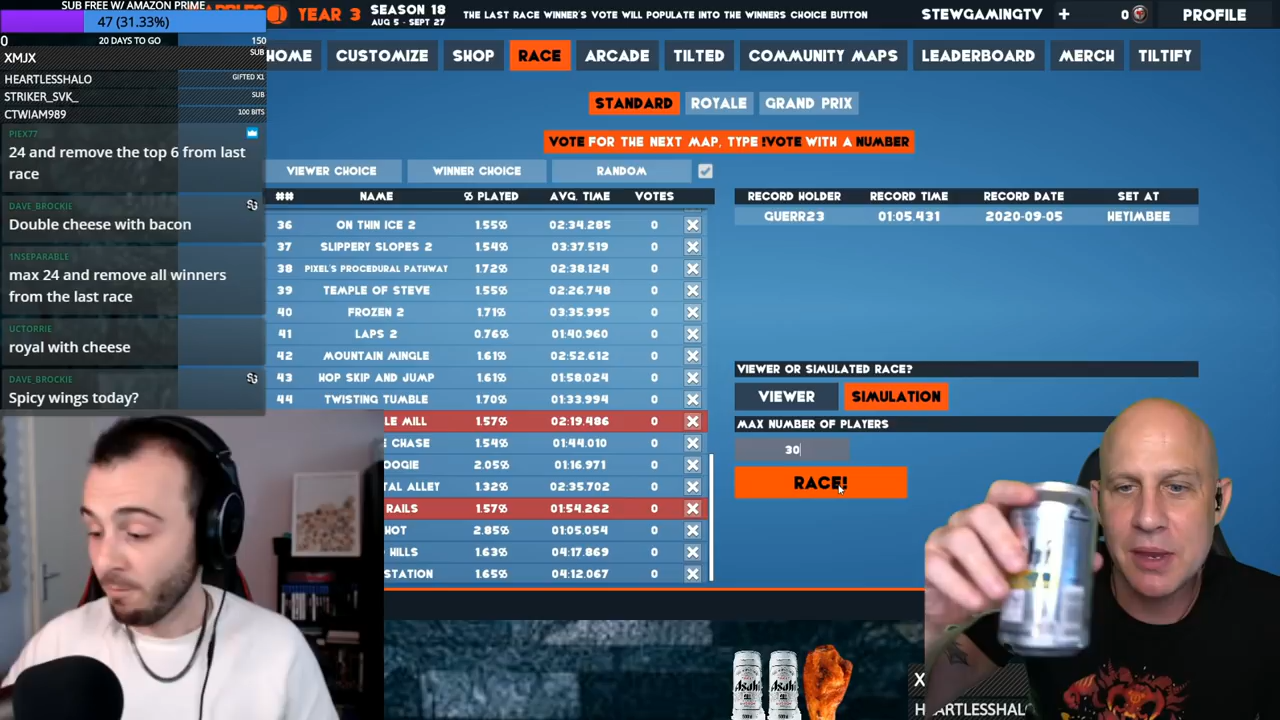 SUB FREE W/ AMAZON PRIME
47 (31.33%)
0 20 DAYS TO GO 150
XMJX SUB
HEARTLESSHALO GIFTED X1
STRIKER_SVK_ SUB
CTWIAM989 100 BITS
PIEX77
24 and remove the top 6 from last
race
DAVE_BROCKIE
Double cheese with bacon
1NSEPARABLE
max 24 and remove all winners
from the last race
UCTORRIE
royal with cheese
DAVE_BROCKIE
Spicy wings today?
YEAR 3
SEASON 18
AUG 5 - SEPT 27
THE LAST RACE WINNER'S VOTE WILL POPULATE INTO THE WINNERS CHOICE BUTTON
STEWGAMINGTV + 0 PROFILE
HOME CUSTOMIZE SHOP RACE ARCADE TILTED COMMUNITY MAPS LEADERBOARD MERCH TILTIFY
STANDARD ROYALE GRAND PRIX
VOTE FOR THE NEXT MAP, TYPE !VOTE WITH A NUMBER
VIEWER CHOICE WINNER CHOICE RANDOM
## NAME % PLAYED AVG. TIME VOTES
36 ON THIN ICE 2 1.55% 02:34.285 0
37 SLIPPERY SLOPES 2 1.54% 03:37.519 0
38 PIXEL'S PROCEDURAL PATHWAY 1.72% 02:38.124 0
39 TEMPLE OF STEVE 1.55% 02:26.748 0
40 FROZEN 2 1.71% 03:35.995 0
41 LAPS 2 0.76% 01:40.960 0
42 MOUNTAIN MINGLE 1.61% 02:52.612 0
43 HOP SKIP AND JUMP 1.61% 01:58.024 0
44 TWISTING TUMBLE 1.70% 01:33.994 0
LE MILL 1.57% 02:19.486 0
E CHASE 1.54% 01:44.010 0
OOGIE 2.05% 01:16.971 0
TAL ALLEY 1.32% 02:35.702 0
RAILS 1.57% 01:54.262 0
HOT 2.85% 01:05.054 0
HILLS 1.63% 04:17.869 0
STATION 1.65% 04:12.067 0
RECORD HOLDER RECORD TIME RECORD DATE SET AT
GUERR23 01:05.431 2020-09-05 HEYIMBEE
VIEWER OR SIMULATED RACE?
VIEWER SIMULATION
MAX NUMBER OF PLAYERS
30
RACE!
Asahi Asahi
X
H ARTLESSHAL